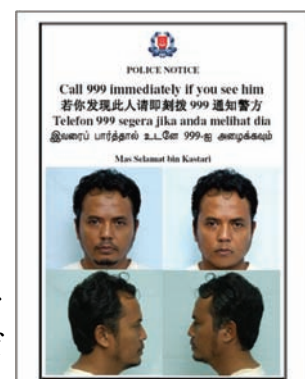 POLICE NOTICE
Call 999 immediately if you see him
若你发现此人请即刻拨 999 通知警方
Telefon 999 segera jika anda melihat dia
இவரைப் பார்த்தால் உடனே 999-ஐ அழைக்கவும்
Mas Selamat bin Kastari